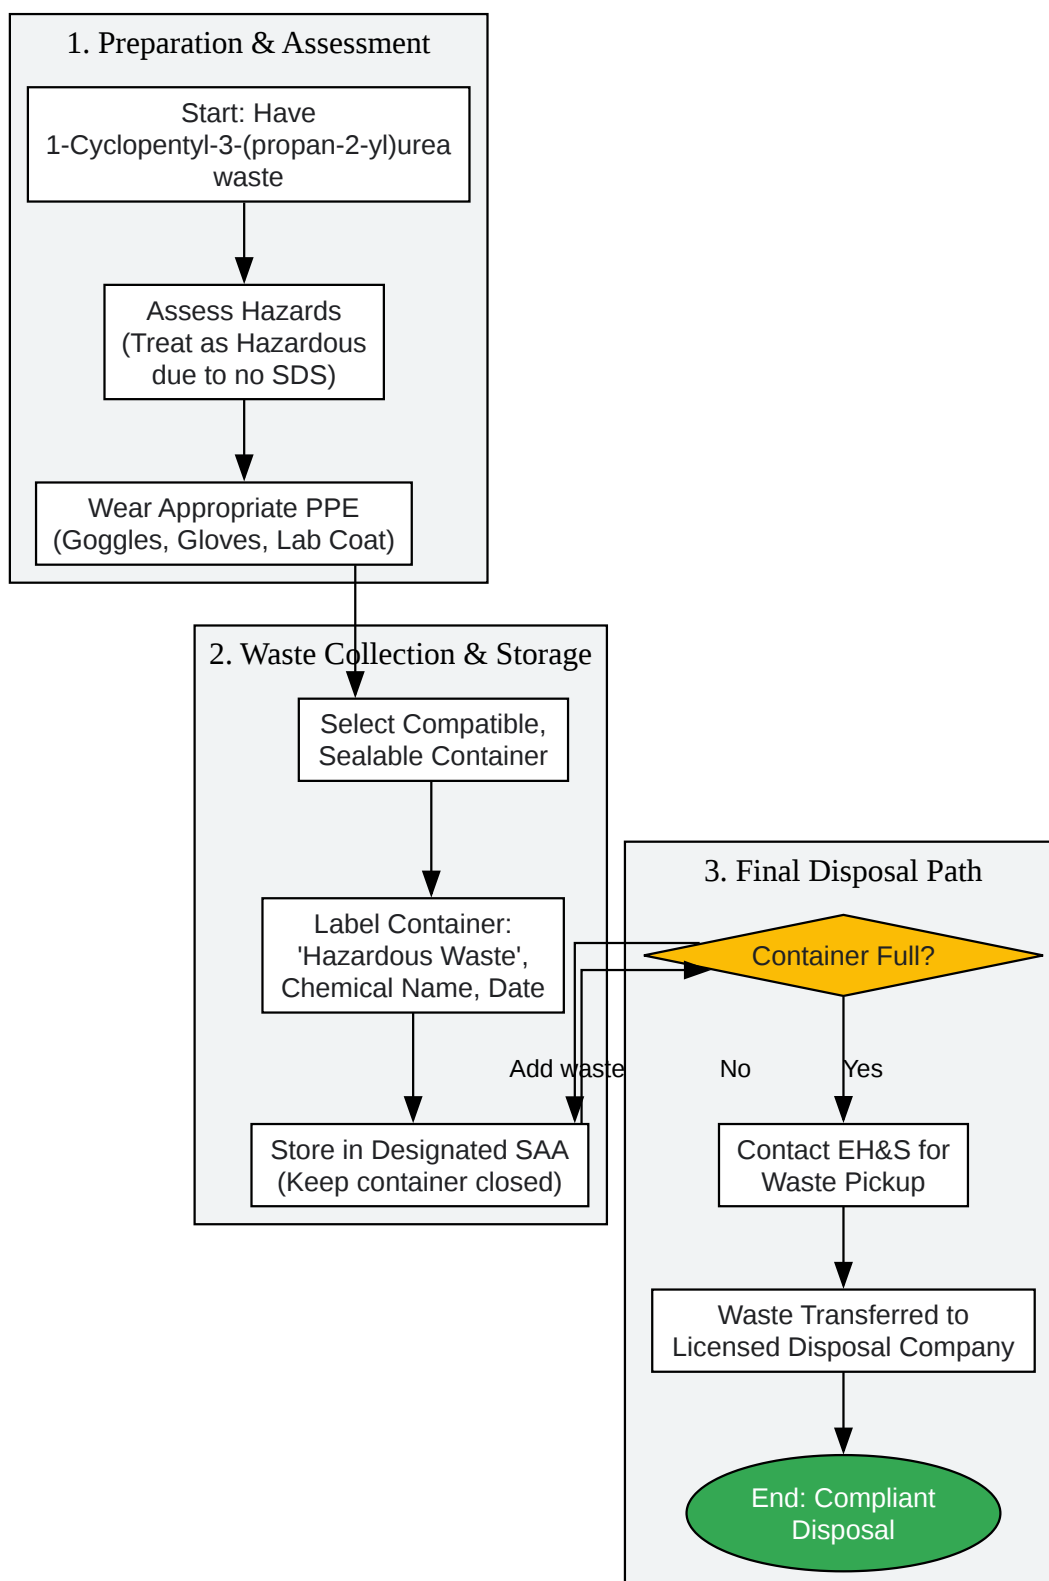 1. Preparation & Assessment
Start: Have
1-Cyclopentyl-3-(propan-2-yl)urea
waste
Assess Hazards
(Treat as Hazardous
due to no SDS)
Wear Appropriate PPE
(Goggles, Gloves, Lab Coat)
2. Waste Collection & Storage
Select Compatible,
Sealable Container
Label Container:
'Hazardous Waste',
Chemical Name, Date
Store in Designated SAA
(Keep container closed)
3. Final Disposal Path
Container Full?
Add waste
No
Yes
Contact EH&S for
Waste Pickup
Waste Transferred to
Licensed Disposal Company
End: Compliant
Disposal